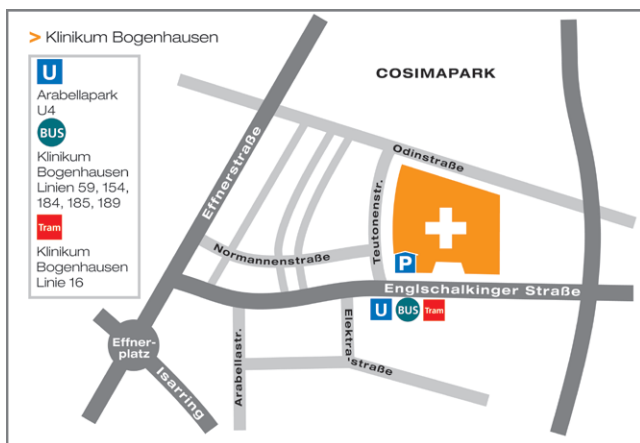 > Klinikum Bogenhausen
U
Arabellapark
U4
BUS
Klinikum
Bogenhausen
Linien 59, 154,
184, 185, 189
Tram
Klinikum
Bogenhausen
Linie 16
COSIMAPARK
Effnerstraße
Odinstraße
Teutonenstr.
Normannenstraße
P
Englschalkinger Straße
U BUS Tram
Effner-
platz
Isarring
Arabellastr.
Elektra-
straße